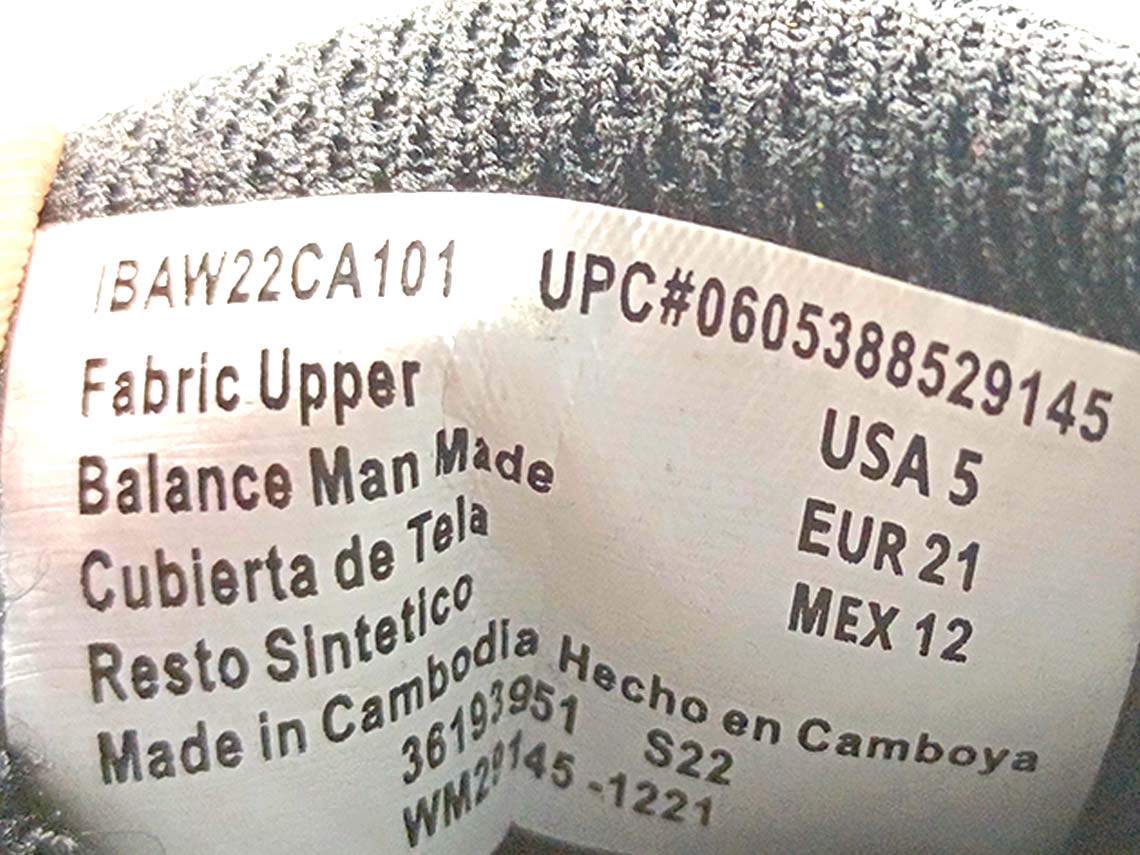 IBAW22CA101
UPC#0605388529145
Fabric Upper
Balance Man Made
Cubierta de Tela
Resto Sintetico
USA 5
EUR 21
MEX 12
Made in Cambodia Hecho en Camboya
36193951 S22
WM29145 -1221